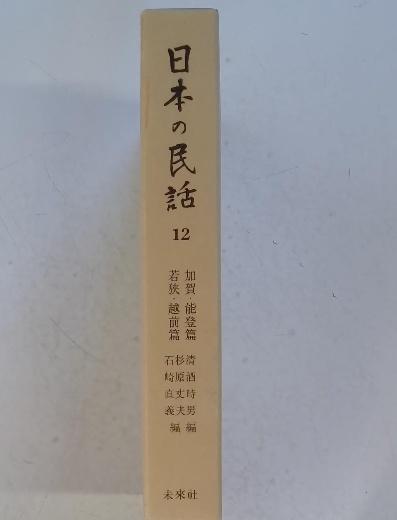 日本の民話
12
加賀・能登篇
若狭・越前篇
清酒時男編
杉原丈夫編
石崎直義
未來社